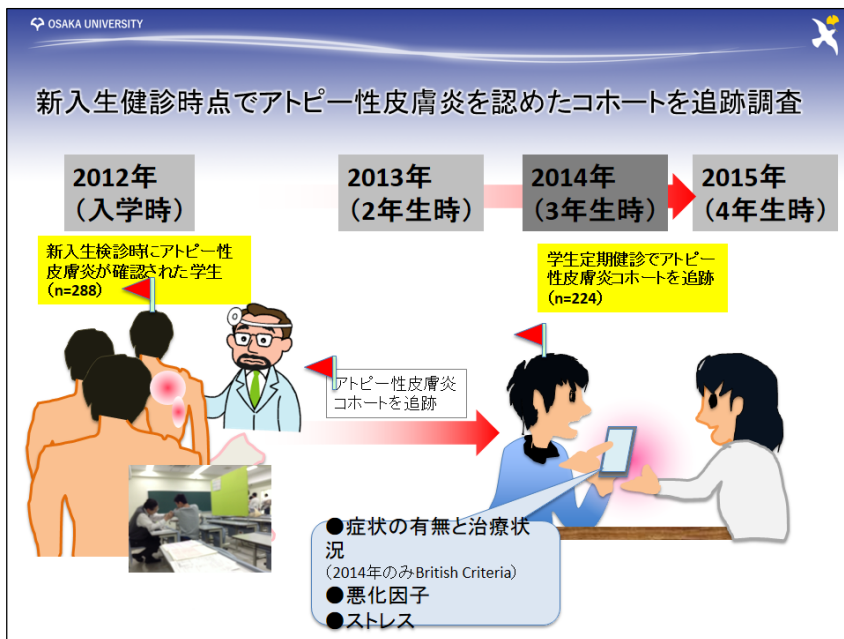 OSAKA UNIVERSITY
新入生健診時点でアトピー性皮膚炎を認めたコホートを追跡調査
2012年
（入学時）
2013年
（2年生時）
2014年
（3年生時）
2015年
（4年生時）
新入生検診時にアトピー性
皮膚炎が確認された学生
（n=288）
学生定期健診でアトピー
性皮膚炎コホートを追跡
(n=224)
アトピー性皮膚炎
コホートを追跡
●症状の有無と治療状
況
（2014年のみBritish Criteria）
●悪化因子
●ストレス